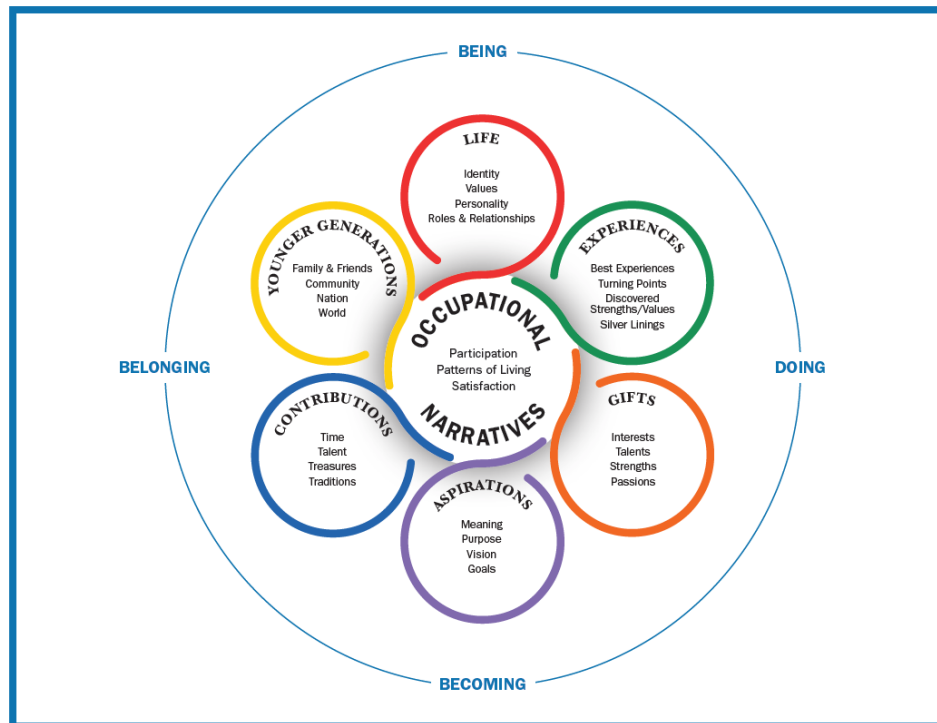 BEING
LIFE
Identity
Values
Personality
Roles & Relationships
EXPERIENCES
Best Experiences
Turning Points
Discovered
Strengths/Values
Silver Linings
YOUNGER GENERATIONS
Family & Friends
Community
Nation
World
OCCUPATIONAL
Participation
Patterns of Living
Satisfaction
NARRATIVES
BELONGING
DOING
CONTRIBUTIONS
Time
Talent
Treasures
Traditions
GIFTS
Interests
Talents
Strengths
Passions
ASPIRATIONS
Meaning
Purpose
Vision
Goals
BECOMING